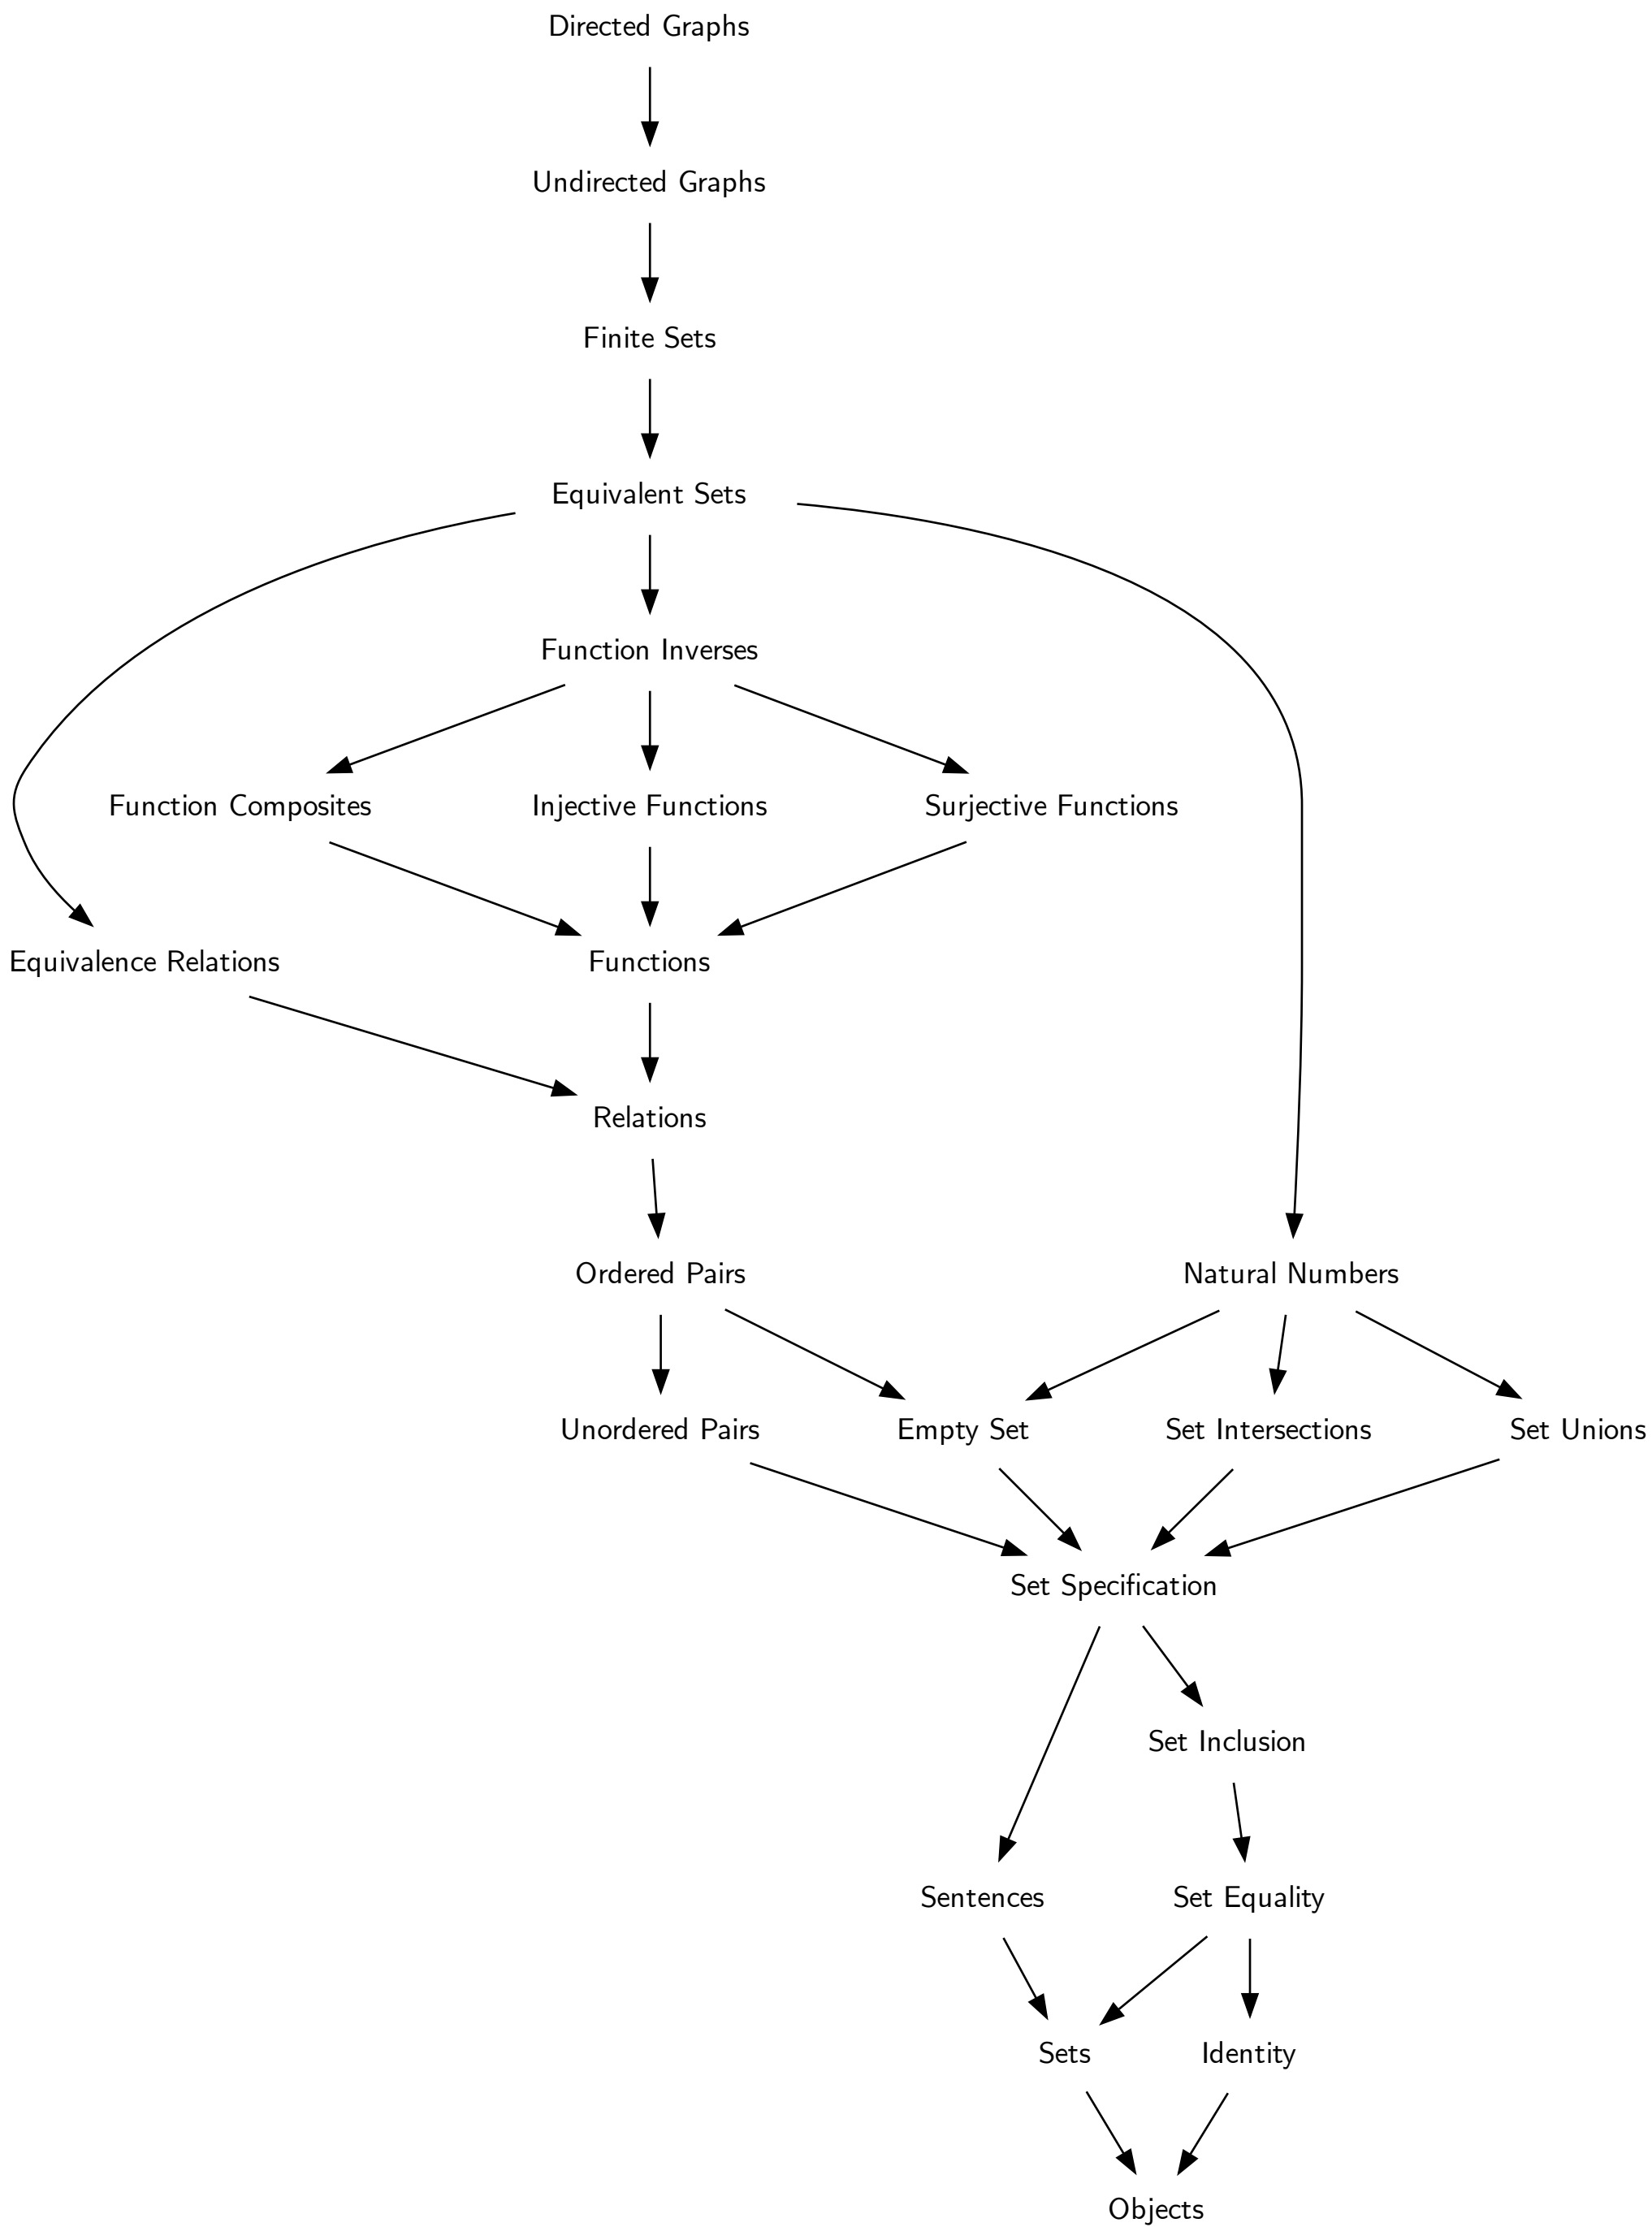 Directed Graphs
Undirected Graphs
Finite Sets
Equivalent Sets
Function Inverses
Function Composites
Injective Functions
Surjective Functions
Equivalence Relations
Functions
Relations
Ordered Pairs
Natural Numbers
Unordered Pairs
Empty Set
Set Intersections
Set Unions
Set Specification
Set Inclusion
Sentences
Set Equality
Sets
Identity
Objects